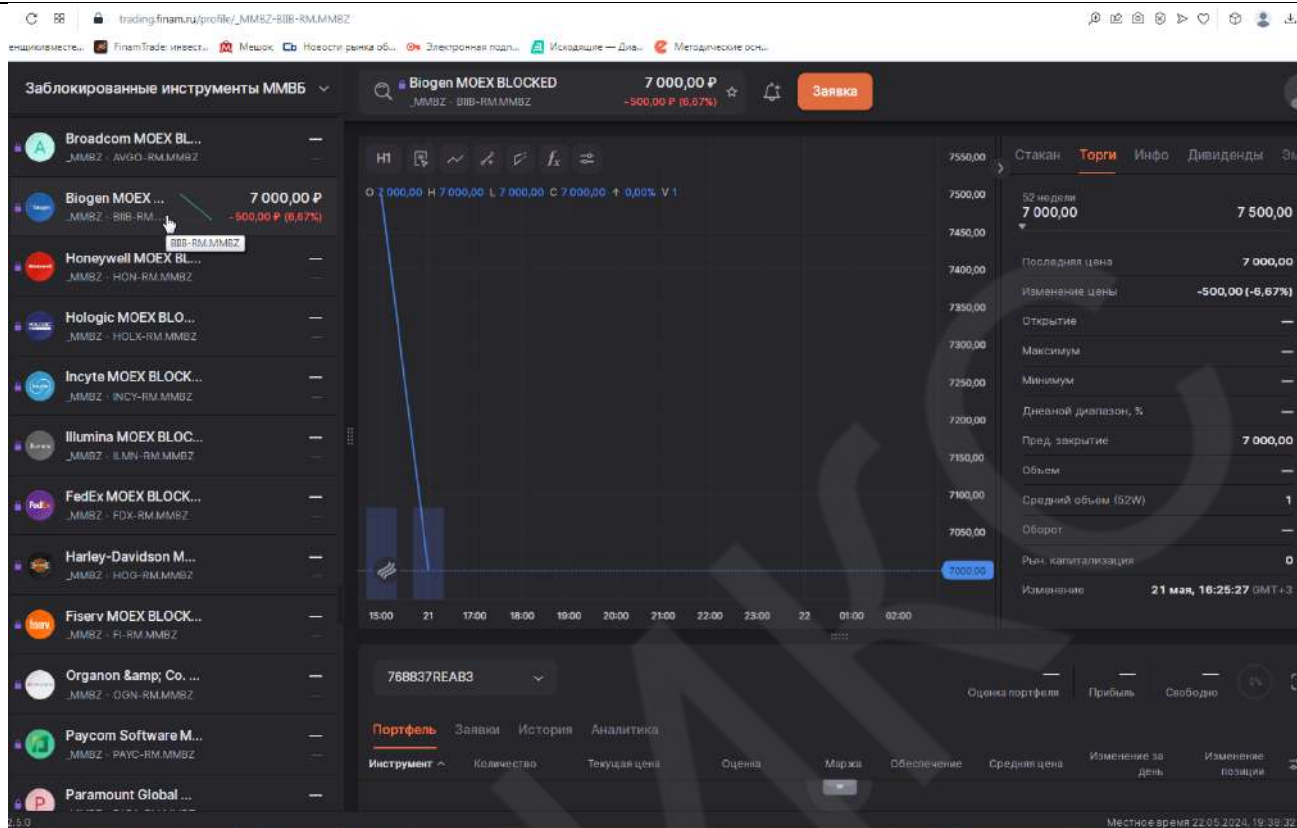 trading.finam.ru/profile/_MMBZ-BIIB-RM.MMBZ
енщикивместе... FinamTrade: инвест... Мешок Новости рынка об... Электронная подп... Исходящие — Диа... Методические осн...
Заблокированные инструменты ММВБ
Biogen MOEX BLOCKED
_MMBZ · BIIB-RM.MMBZ
7 000,00 ₽
-500,00 ₽ (6,67%)
Заявка
Broadcom MOEX BL... —
_MMBZ · AVGO-RM.MMBZ —
Biogen MOEX ... 7 000,00 ₽
_MMBZ · BIIB-RM... -500,00 ₽ (6,67%)
BIIB-RM.MMBZ
Honeywell MOEX BL... —
_MMBZ · HON-RM.MMBZ —
Hologic MOEX BLO... —
_MMBZ · HOLX-RM.MMBZ —
Incyte MOEX BLOCK... —
_MMBZ · INCY-RM.MMBZ —
Illumina MOEX BLOC... —
_MMBZ · ILMN-RM.MMBZ —
FedEx MOEX BLOCK... —
_MMBZ · FDX-RM.MMBZ —
Harley-Davidson M... —
_MMBZ · HOG-RM.MMBZ —
Fiserv MOEX BLOCK... —
_MMBZ · FI-RM.MMBZ —
Organon &amp; Co. ... —
_MMBZ · OGN-RM.MMBZ —
Paycom Software M... —
_MMBZ · PAYC-RM.MMBZ —
Paramount Global ... —
H1
O 7 000,00 H 7 000,00 L 7 000,00 C 7 000,00 0,00% V 1
7550,00
7500,00
7450,00
7400,00
7350,00
7300,00
7250,00
7200,00
7150,00
7100,00
7050,00
7000,00
15:00 21 17:00 18:00 19:00 20:00 21:00 22:00 23:00 22 01:00 02:00
Стакан Торги Инфо Дивиденды Эм
52 недели
7 000,00 7 500,00
Последняя цена 7 000,00
Изменение цены -500,00 (-6,67%)
Открытие —
Максимум —
Минимум —
Дневной диапазон, % —
Пред. закрытие 7 000,00
Объем —
Средний объем (52W) 1
Оборот —
Рын. капитализация 0
Изменение 21 мая, 16:25:27 GMT+3
768837REAB3
— — — 0%
Оценка портфеля Прибыль Свободно
Портфель Заявки История Аналитика
Инструмент Количество Текущая цена Оценка Маржа Обеспечение Средняя цена Изменение за день Изменение позиции
2.5.0
Местное время 22.05.2024, 19:38:32
МКС